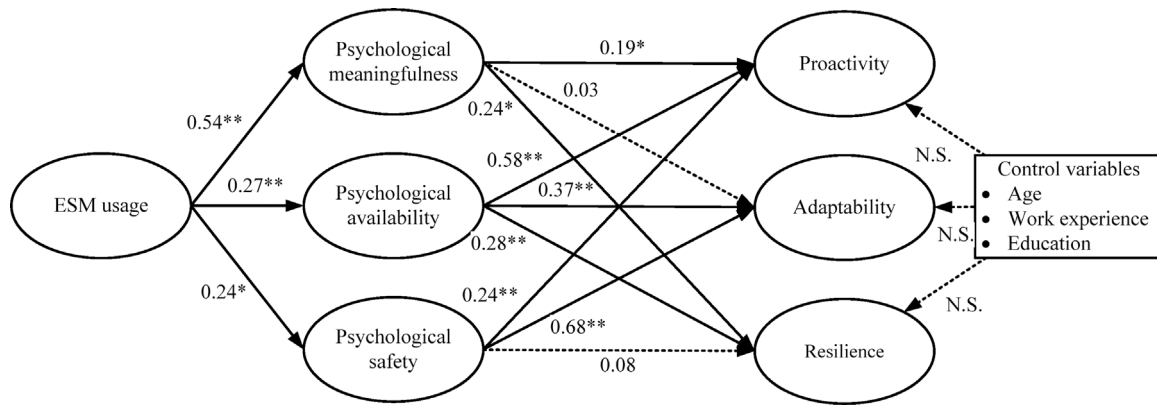 Psychological
meaningfulness
0.19*
Proactivity
0.03
0.24*
0.54**
N.S.
0.58**
Control variables
• Age
• Work experience
• Education
ESM usage
0.27**
Psychological
availability
0.37**
Adaptability
N.S.
0.28**
0.24*
0.24**
N.S.
0.68**
Psychological
safety
0.08
Resilience